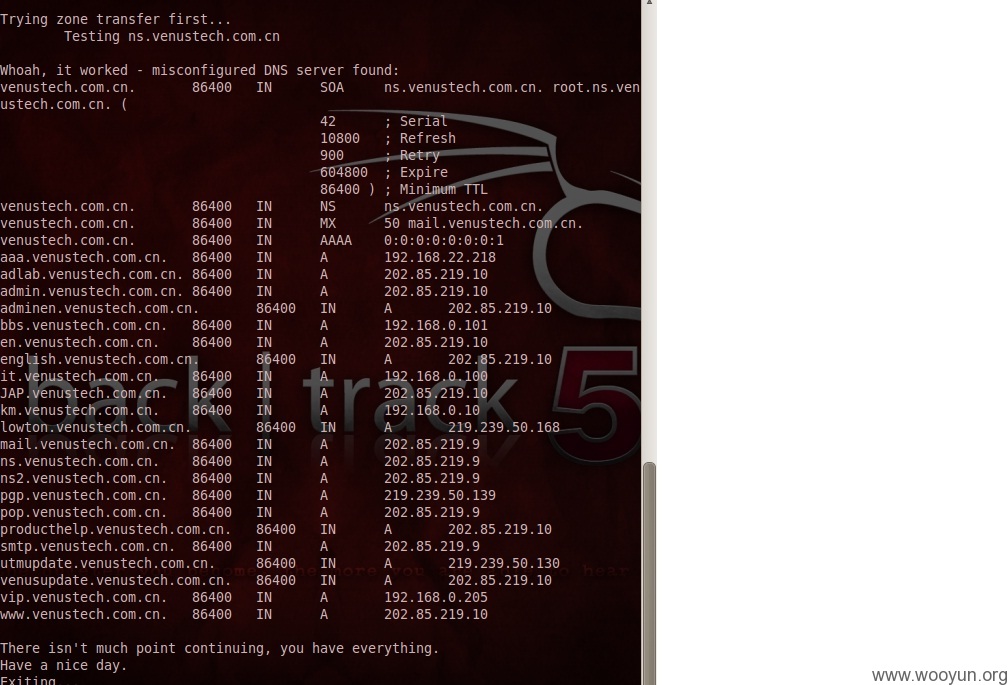 Trying zone transfer first...
Testing ns.venustech.com.cn
Whoah, it worked - misconfigured DNS server found:
venustech.com.cn. 86400 IN SOA ns.venustech.com.cn. root.ns.ven
ustech.com.cn. (
42 ; Serial
10800 ; Refresh
900 ; Retry
604800 ; Expire
86400 ) ; Minimum TTL
venustech.com.cn. 86400 IN NS ns.venustech.com.cn.
venustech.com.cn. 86400 IN MX 50 mail.venustech.com.cn.
venustech.com.cn. 86400 IN AAAA 0:0:0:0:0:0:0:1
aaa.venustech.com.cn. 86400 IN A 192.168.22.218
adlab.venustech.com.cn. 86400 IN A 202.85.219.10
admin.venustech.com.cn. 86400 IN A 202.85.219.10
adminen.venustech.com.cn. 86400 IN A 202.85.219.10
bbs.venustech.com.cn. 86400 IN A 192.168.0.101
en.venustech.com.cn. 86400 IN A 202.85.219.10
english.venustech.com.cn. 86400 IN A 202.85.219.10
it.venustech.com.cn. 86400 IN A 192.168.0.100
JAP.venustech.com.cn. 86400 IN A 202.85.219.10
km.venustech.com.cn. 86400 IN A 192.168.0.10
lowton.venustech.com.cn. 86400 IN A 219.239.50.168
mail.venustech.com.cn. 86400 IN A 202.85.219.9
ns.venustech.com.cn. 86400 IN A 202.85.219.9
ns2.venustech.com.cn. 86400 IN A 202.85.219.9
pgp.venustech.com.cn. 86400 IN A 219.239.50.139
pop.venustech.com.cn. 86400 IN A 202.85.219.9
producthelp.venustech.com.cn. 86400 IN A 202.85.219.10
smtp.venustech.com.cn. 86400 IN A 202.85.219.9
utmupdate.venustech.com.cn. 86400 IN A 219.239.50.130
venusupdate.venustech.com.cn. 86400 IN A 202.85.219.10
vip.venustech.com.cn. 86400 IN A 192.168.0.205
www.venustech.com.cn. 86400 IN A 202.85.219.10
There isn't much point continuing, you have everything.
Have a nice day.
Exiting...
back | track 5
www.wooyun.org